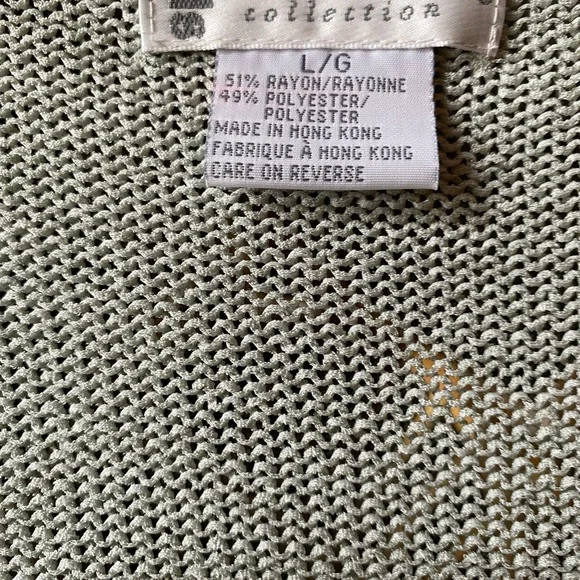 collection
L/G
51% RAYON/RAYONNE
49% POLYESTER/
POLYESTER
MADE IN HONG KONG
FABRIQUE À HONG KONG
CARE ON REVERSE